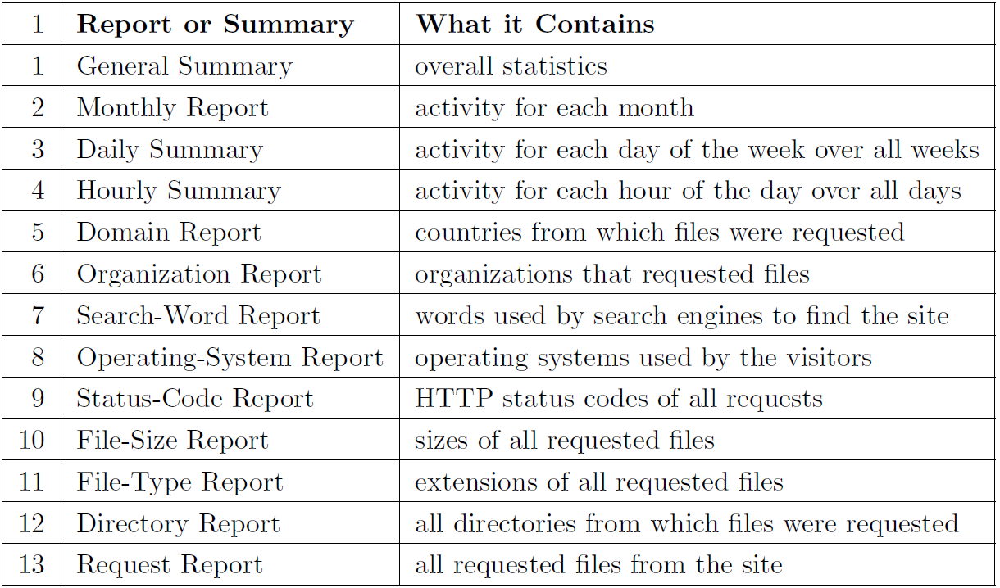 1 Report or Summary What it Contains
1 General Summary overall statistics
2 Monthly Report activity for each month
3 Daily Summary activity for each day of the week over all weeks
4 Hourly Summary activity for each hour of the day over all days
5 Domain Report countries from which files were requested
6 Organization Report organizations that requested files
7 Search-Word Report words used by search engines to find the site
8 Operating-System Report operating systems used by the visitors
9 Status-Code Report HTTP status codes of all requests
10 File-Size Report sizes of all requested files
11 File-Type Report extensions of all requested files
12 Directory Report all directories from which files were requested
13 Request Report all requested files from the site